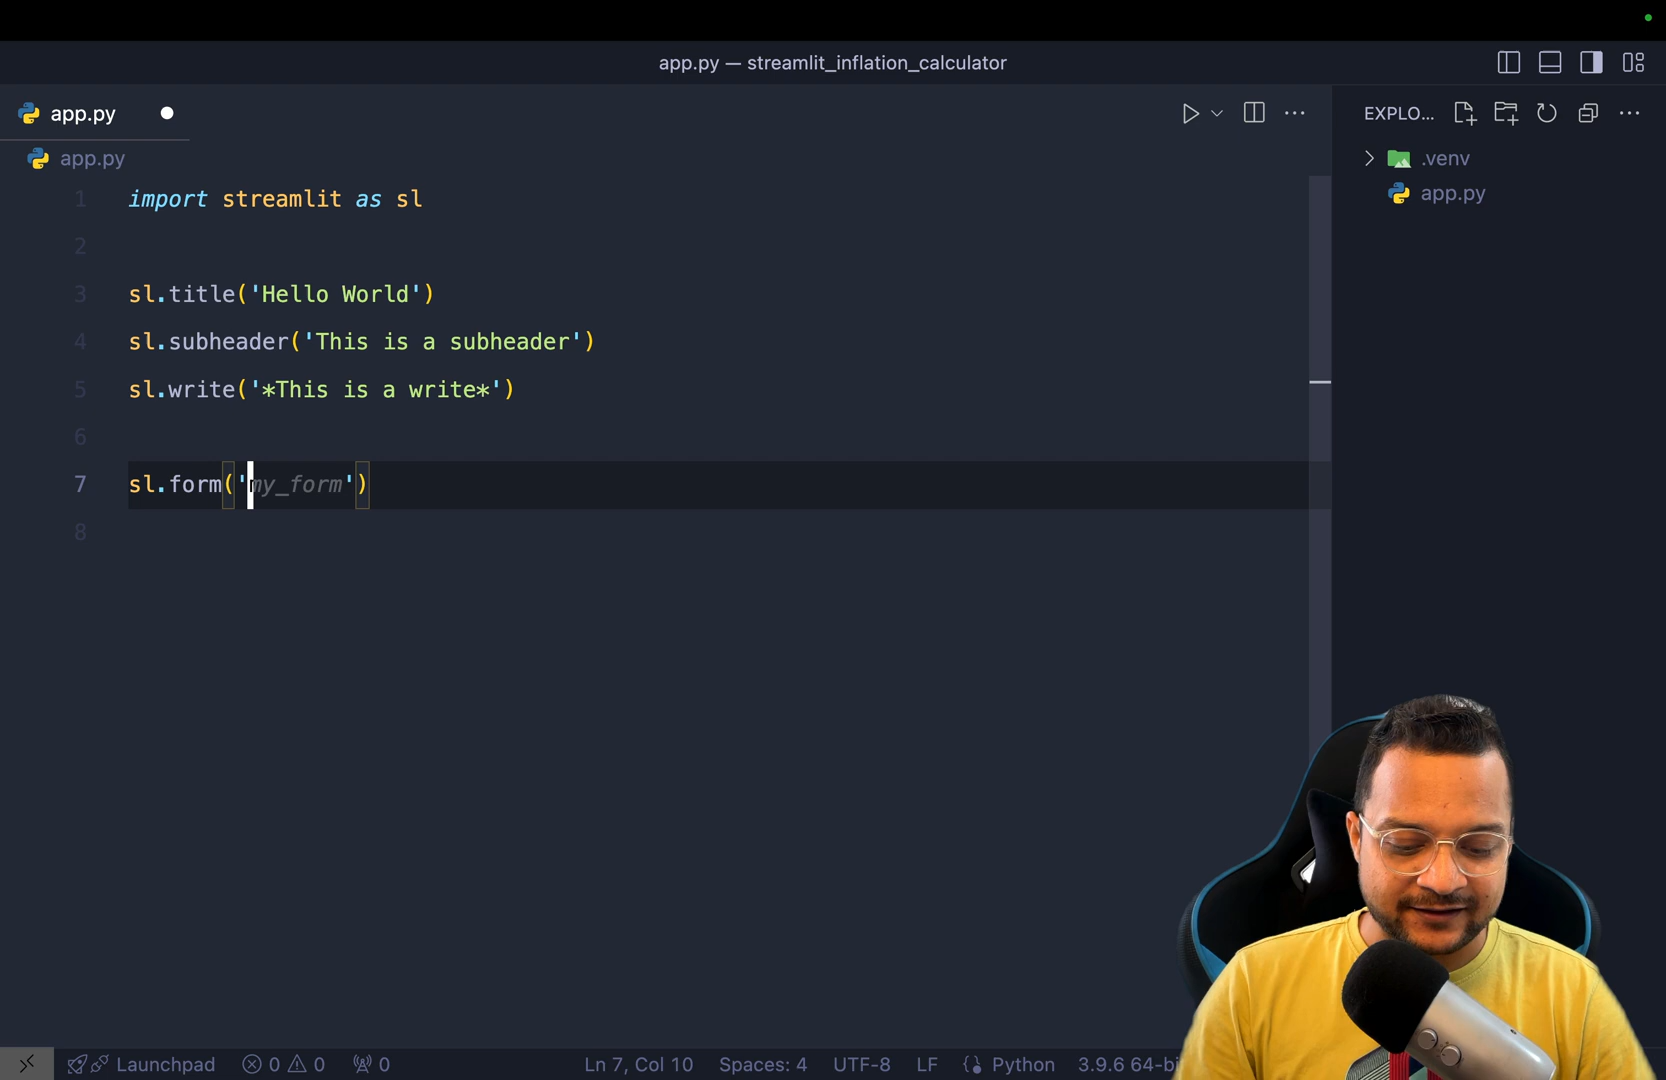 app.py — streamlit_inflation_calculator
app.py
EXPLO...
app.py
.venv
app.py
1 import streamlit as sl
2
3 sl.title('Hello World')
4 sl.subheader('This is a subheader')
5 sl.write('*This is a write*')
6
7 sl.form('my_form')
8
Launchpad 0 0 0 Ln 7, Col 10 Spaces: 4 UTF-8 LF Python 3.9.6 64-bi